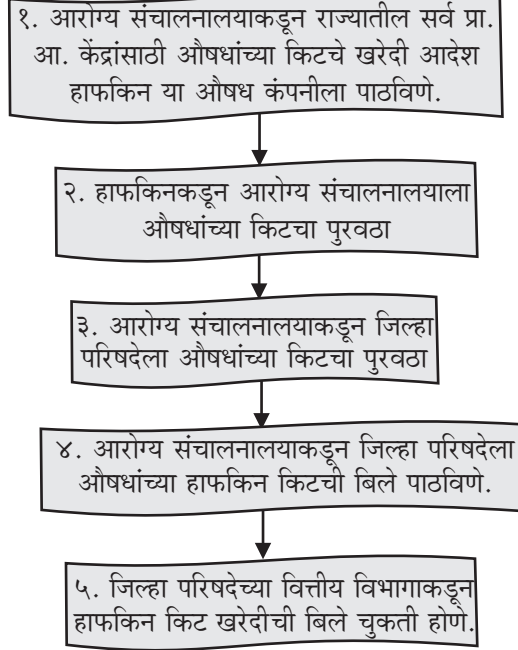 १. आरोग्य संचालनालयाकडून राज्यातील सर्व प्रा.
आ. केंद्रांसाठी औषधांच्या किटचे खरेदी आदेश
हाफकिन या औषध कंपनीला पाठविणे.
२. हाफकिनकडून आरोग्य संचालनालयाला
औषधांच्या किटचा पुरवठा
३. आरोग्य संचालनालयाकडून जिल्हा
परिषदेला औषधांच्या किटचा पुरवठा
४. आरोग्य संचालनालयाकडून जिल्हा परिषदेला
औषधांच्या हाफकिन किटची बिले पाठविणे.
५. जिल्हा परिषदेच्या वित्तीय विभागाकडून
हाफकिन किट खरेदीची बिले चुकती होणे.